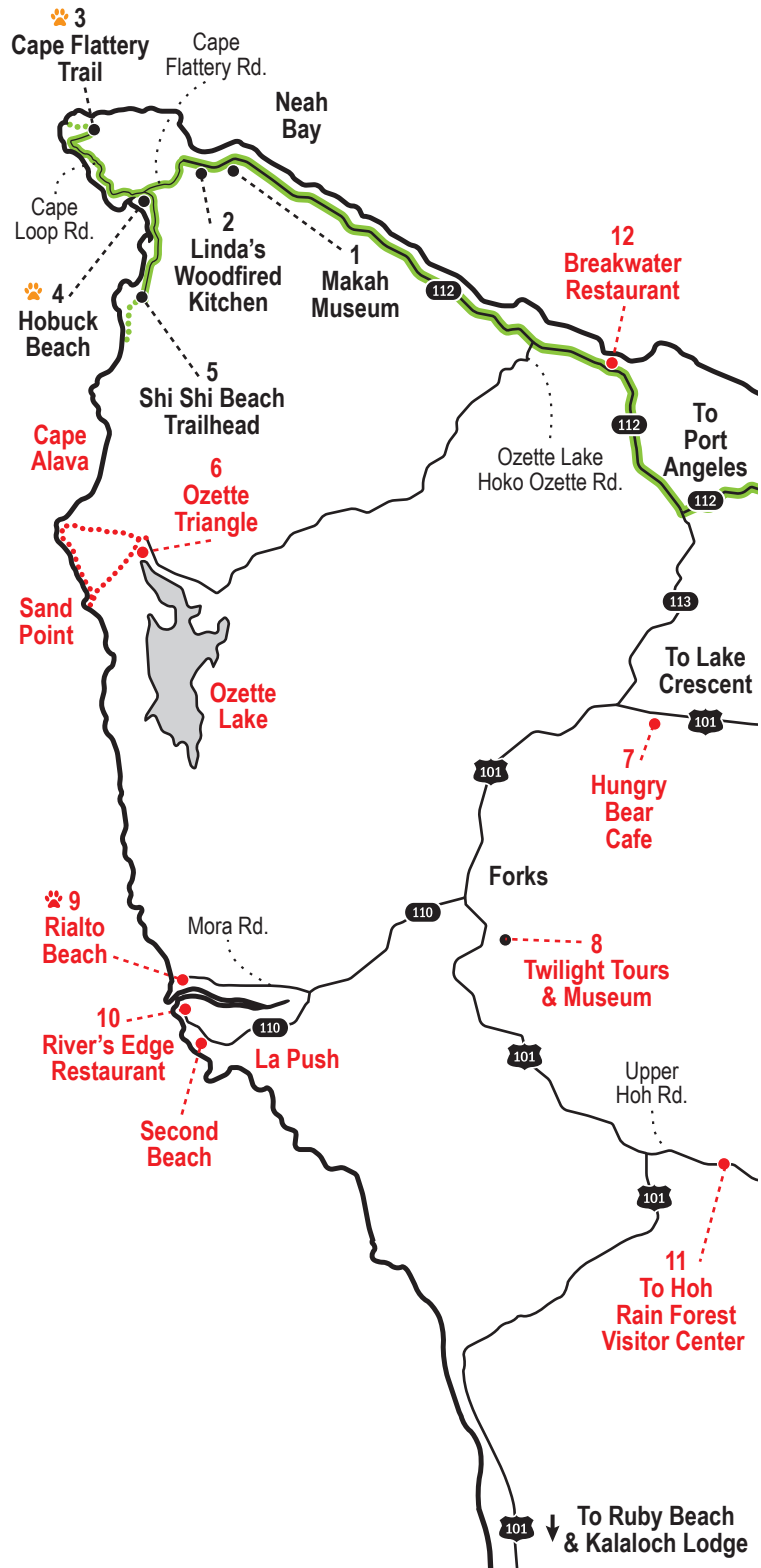 3
Cape Flattery
Trail
Cape
Flattery Rd.
Neah
Bay
Cape
Loop Rd.
2
Linda's
Woodfired
Kitchen
1
Makah
Museum
12
Breakwater
Restaurant
4
Hobuck
Beach
112
5
Shi Shi Beach
Trailhead
To
Port
Angeles
112
Cape
Alava
6
Ozette
Triangle
Ozette Lake
Hoko Ozette Rd.
112
Sand
Point
113
Ozette
Lake
To Lake
Crescent
101
101
7
Hungry
Bear
Cafe
Forks
9
Rialto
Beach
Mora Rd.
110
8
Twilight Tours
& Museum
10
River's Edge
Restaurant
110
La Push
101
Upper
Hoh Rd.
Second
Beach
101
11
To Hoh
Rain Forest
Visitor Center
101
To Ruby Beach
& Kalaloch Lodge